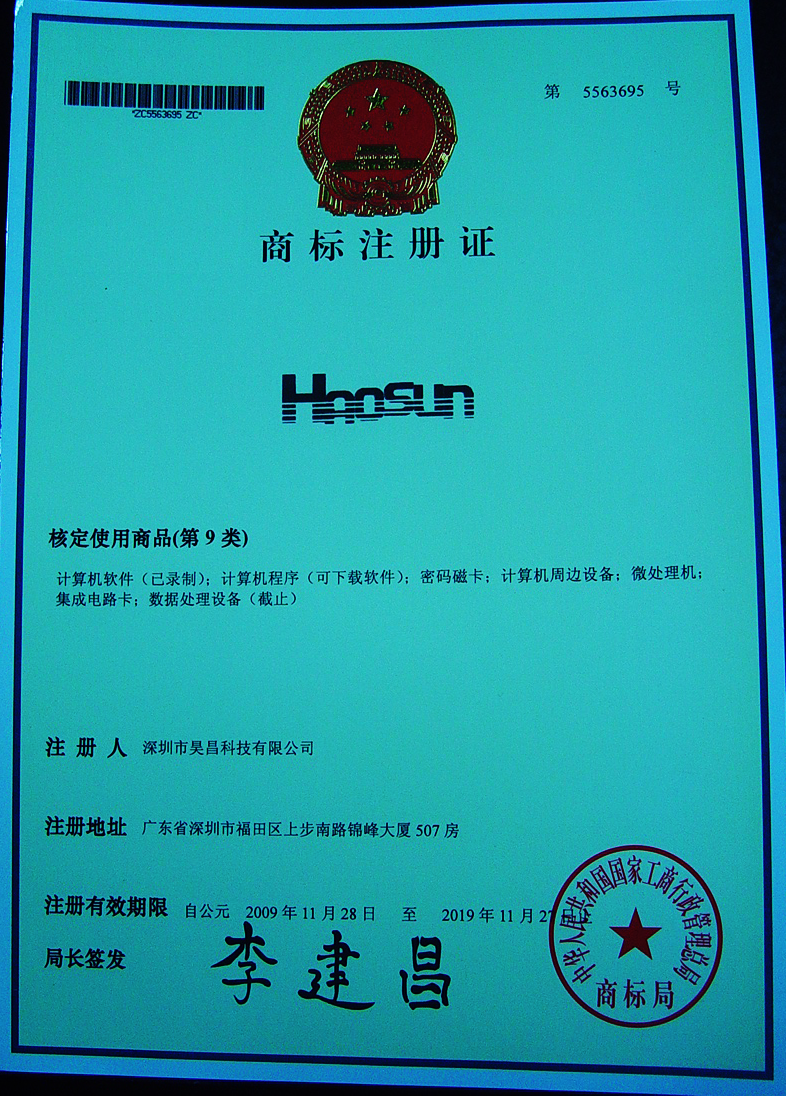 *ZC5563695 ZC*
第 5563695 号
商标注册证
Haosun
核定使用商品(第 9 类)
计算机软件（已录制）；计算机程序（可下载软件）；密码磁卡；计算机周边设备；微处理机；
集成电路卡；数据处理设备（截止）
注 册 人 深圳市昊昌科技有限公司
注册地址 广东省深圳市福田区上步南路锦峰大厦 507 房
注册有效期限 自公元 2009 年 11 月 28 日 至 2019 年 11 月 27
局长签发 李建昌
中华人民共和国国家工商行政管理总局
商标局